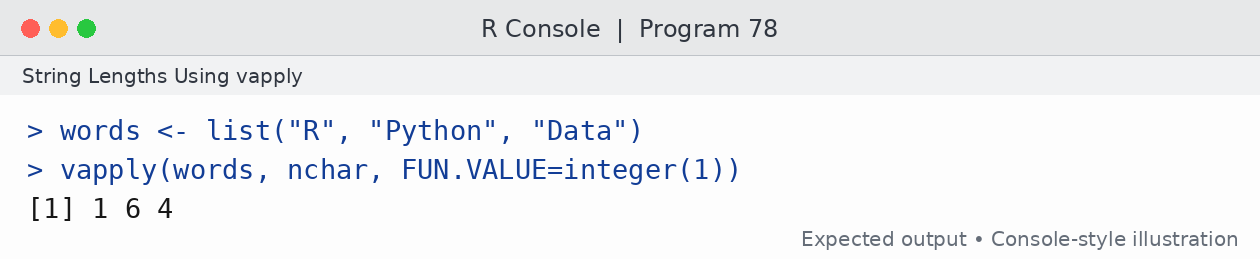 R Console | Program 78
String Lengths Using vapply
> words <- list("R", "Python", "Data")
> vapply(words, nchar, FUN.VALUE=integer(1))
[1] 1 6 4
Expected output • Console-style illustration